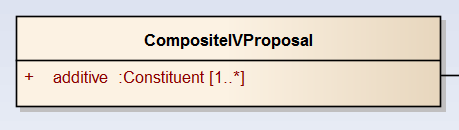 CompositeIVProposal
+ additive :Constituent [1..*]